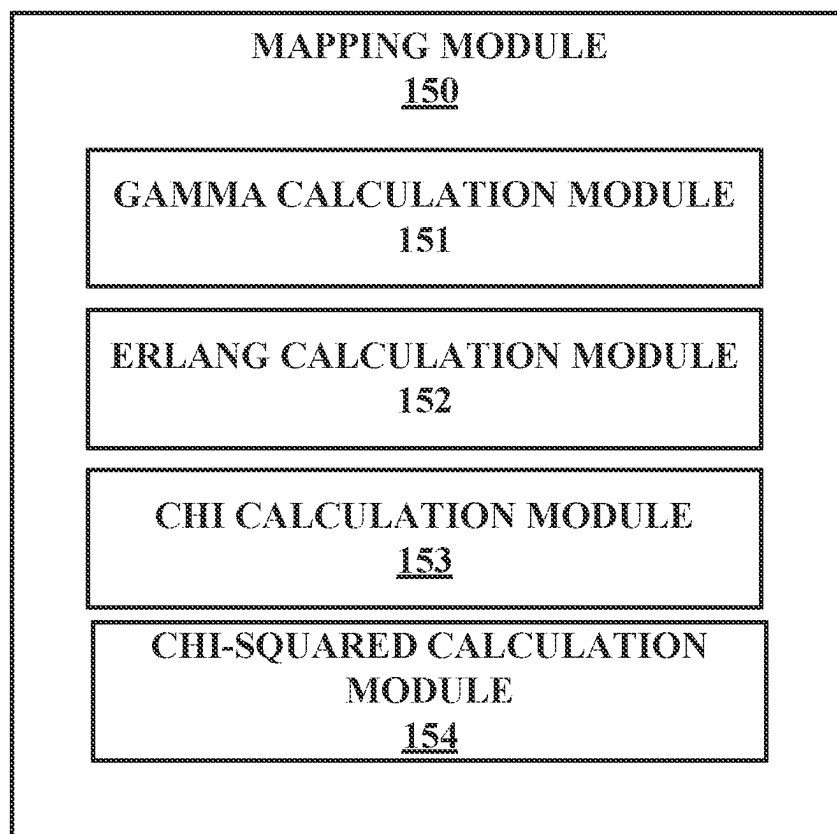 MAPPING MODULE
150
GAMMA CALCULATION MODULE
151
ERLANG CALCULATION MODULE
152
CHI CALCULATION MODULE
153
CHI-SQUARED CALCULATION
MODULE
154